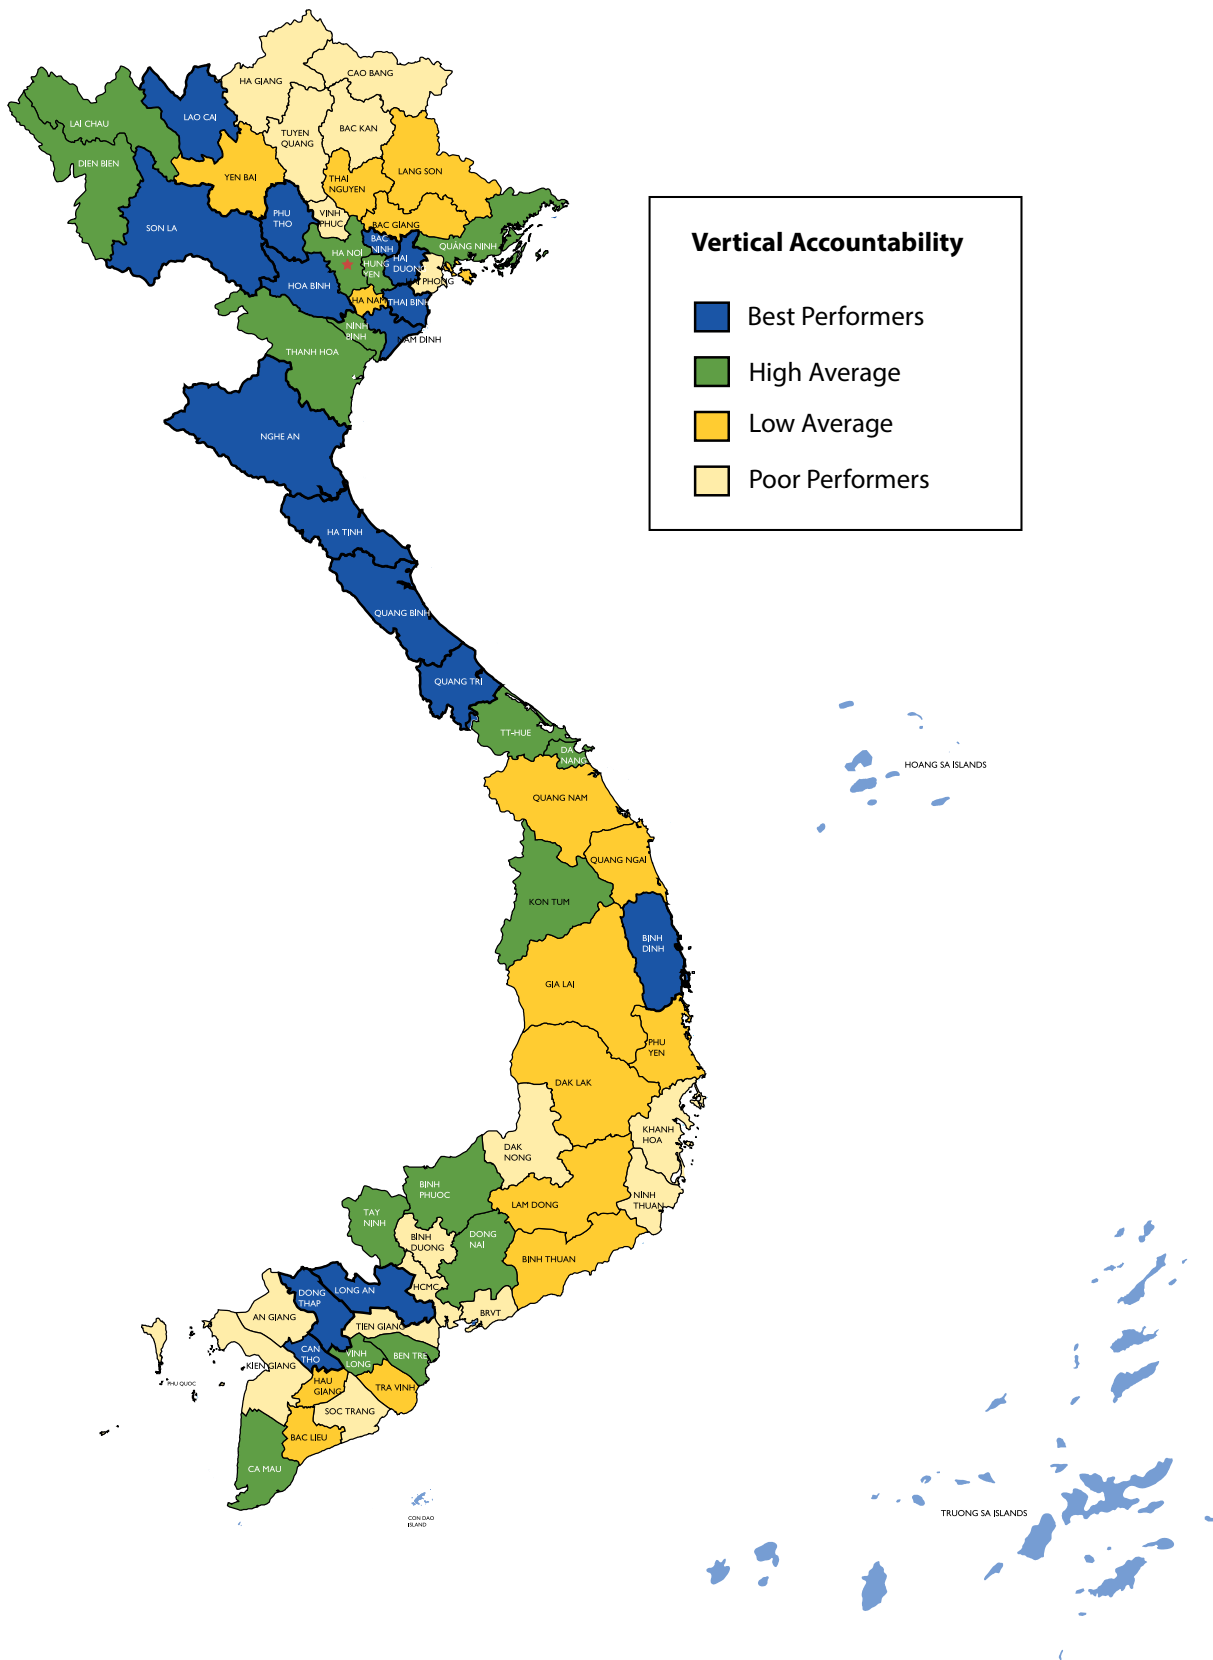 HA GIANG
CAO BANG
LAI CHAU
LAO CAI
TUYEN
QUANG
BAC KAN
DIEN BIEN
YEN BAI
THAI
NGUYEN
LANG SON
SON LA
PHU
THO
VINH
PHUC
BAC GIANG
BAC
NINH
HA NOI
HUNG
YEN
HAI
DUONG
QUANG NINH
HAI PHONG
HOA BINH
HA NAM
THAI BINH
NINH
BINH
NAM DINH
THANH HOA
Vertical Accountability
Best Performers
High Average
Low Average
Poor Performers
NGHE AN
HA TINH
QUANG BINH
QUANG TRI
TT-HUE
DA
NANG
HOANG SA ISLANDS
QUANG NAM
QUANG NGAI
KON TUM
BINH
DINH
GIA LAI
PHU
YEN
DAK LAK
KHANH
HOA
DAK
NONG
BINH
PHUOC
LAM DONG
NINH
THUAN
TAY
NINH
BINH
DUONG
DONG
NAI
BINH THUAN
HCMC
BRVT
DONG
THAP
LONG AN
AN GIANG
TIEN GIANG
CAN
THO
VINH
LONG
BEN TRE
KIEN GIANG
PHU QUOC
HAU
GIANG
TRA VINH
SOC TRANG
BAC LIEU
CA MAU
CON DAO
ISLAND
TRUONG SA ISLANDS